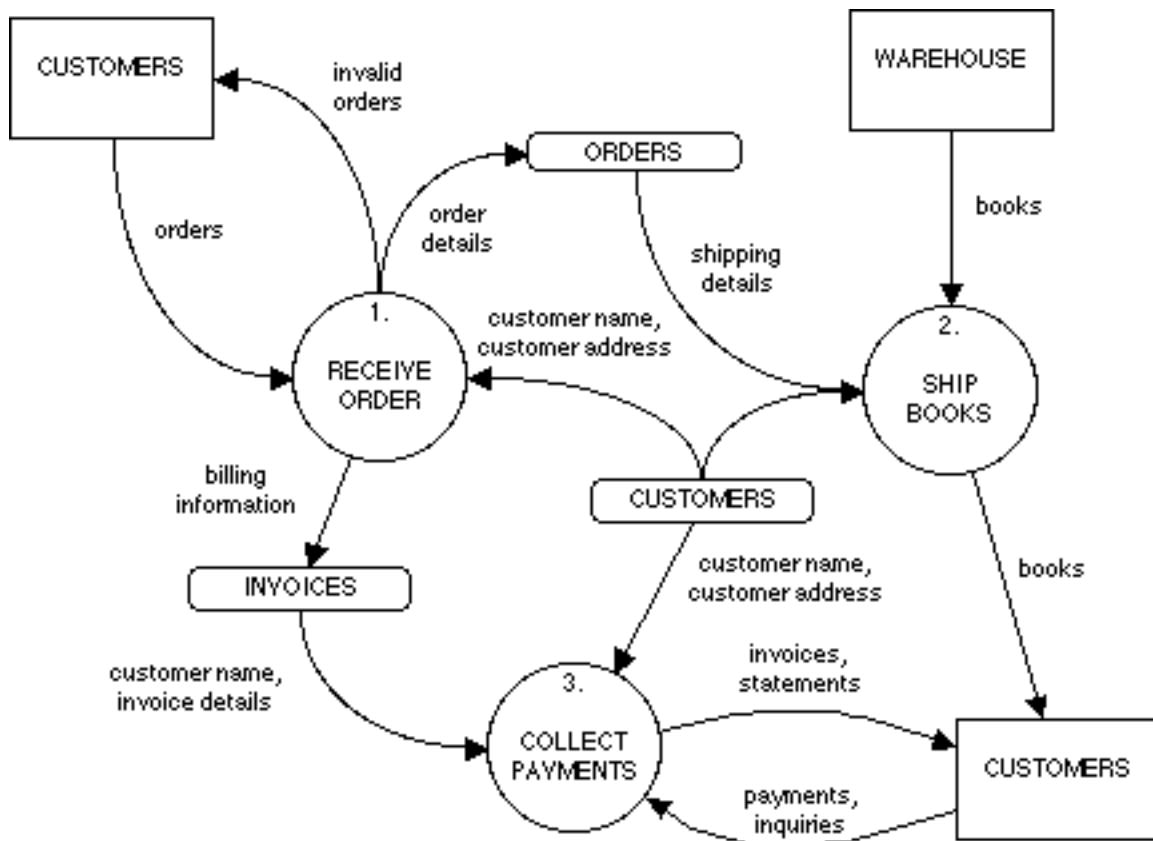 CUSTOMERS
invalid
orders
WAREHOUSE
ORDERS
orders
order
details
books
shipping
details
1.
RECEIVE
ORDER
customer name,
customer address
2.
SHIP
BOOKS
billing
information
CUSTOMERS
INVOICES
customer name,
customer address
books
customer name,
invoice details
3.
COLLECT
PAYMENTS
invoices,
statements
CUSTOMERS
payments,
inquiries